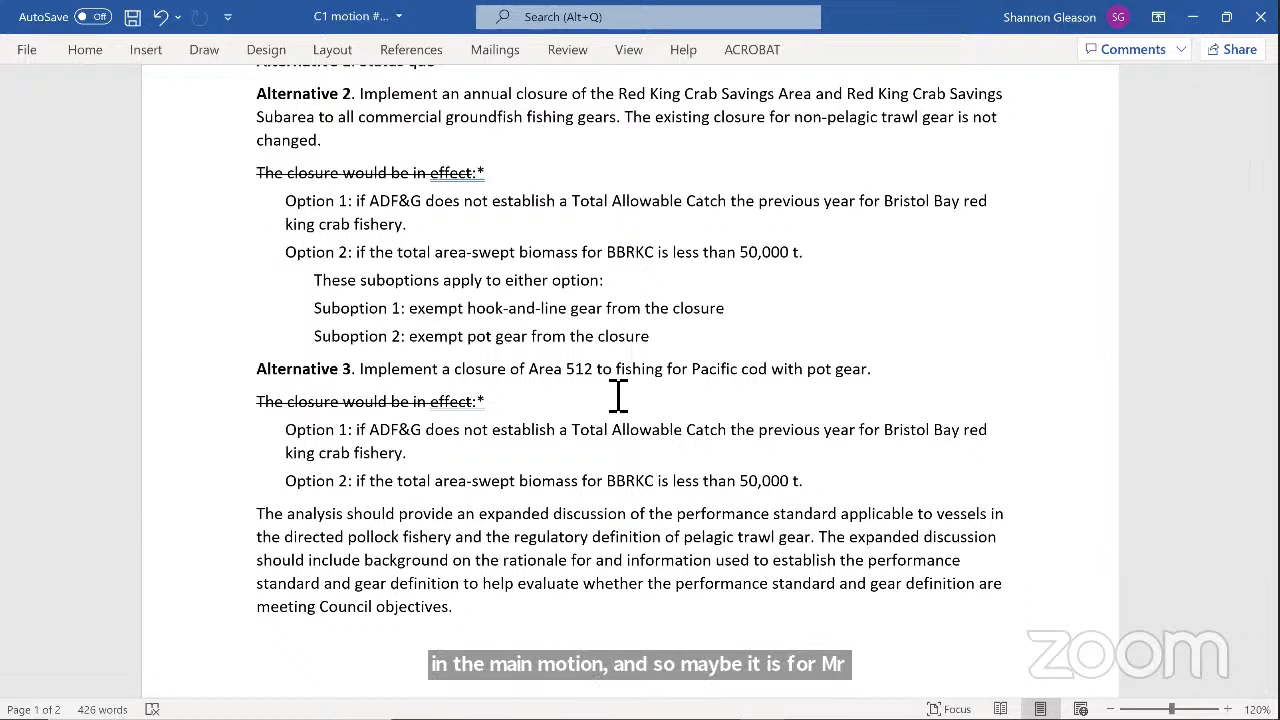 AutoSave Off
C1 motion #...
Search (Alt+Q)
Shannon Gleason SG
File Home Insert Draw Design Layout References Mailings Review View Help ACROBAT Comments Share
Alternative 2. Implement an annual closure of the Red King Crab Savings Area and Red King Crab Savings
Subarea to all commercial groundfish fishing gears. The existing closure for non-pelagic trawl gear is not
changed.
The closure would be in effect:*
Option 1: if ADF&G does not establish a Total Allowable Catch the previous year for Bristol Bay red
king crab fishery.
Option 2: if the total area-swept biomass for BBRKC is less than 50,000 t.
These suboptions apply to either option:
Suboption 1: exempt hook-and-line gear from the closure
Suboption 2: exempt pot gear from the closure
Alternative 3. Implement a closure of Area 512 to fishing for Pacific cod with pot gear.
The closure would be in effect:*
Option 1: if ADF&G does not establish a Total Allowable Catch the previous year for Bristol Bay red
king crab fishery.
Option 2: if the total area-swept biomass for BBRKC is less than 50,000 t.
The analysis should provide an expanded discussion of the performance standard applicable to vessels in
the directed pollock fishery and the regulatory definition of pelagic trawl gear. The expanded discussion
should include background on the rationale for and information used to establish the performance
standard and gear definition to help evaluate whether the performance standard and gear definition are
meeting Council objectives.
zoom
in the main motion, and so maybe it is for Mr
Page 1 of 2 426 words Focus 120%